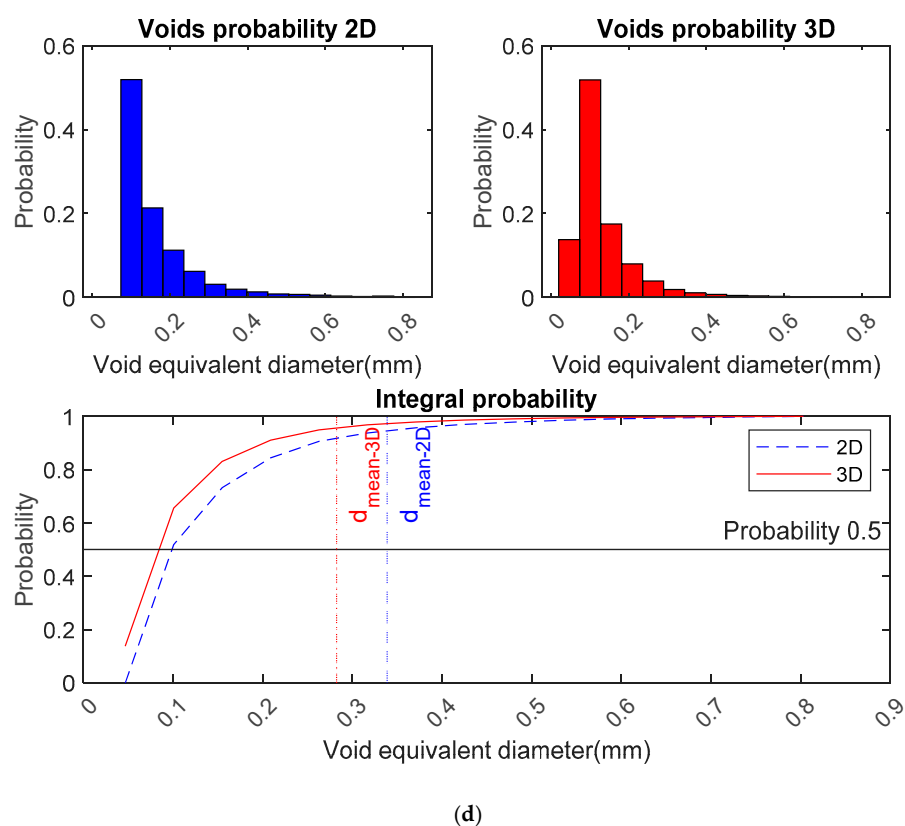 Voids probability 2D
0.6
0.4
0.2
0
Probability
0 0.2 0.4 0.6 0.8
Void equivalent diameter(mm)
Voids probability 3D
0.6
0.4
0.2
0
Probability
0 0.2 0.4 0.6 0.8
Void equivalent diameter(mm)
Integral probability
1
0.8
0.6
0.4
0.2
0
Probability
d mean-3D
d mean-2D
2D
3D
Probability 0.5
0 0.1 0.2 0.3 0.4 0.5 0.6 0.7 0.8 0.9
Void equivalent diameter(mm)
(d)